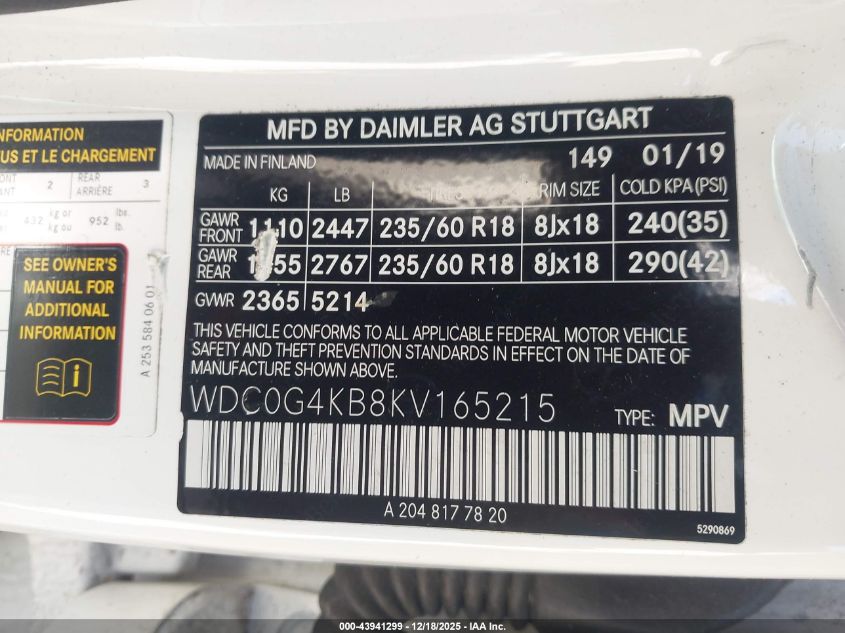 NFORMATION
US ET LE CHARGEMENT
2 REAR ARRIÈRE 3
432 kg or kg ou 952 lbs. lb.
SEE OWNER'S
MANUAL FOR
ADDITIONAL
INFORMATION
A 253 584 06 01
MFD BY DAIMLER AG STUTTGART
MADE IN FINLAND 149 01/19
KG LB RIM SIZE COLD KPA(PSI)
GAWR FRONT 1110 2447 235/60 R18 8Jx18 240(35)
GAWR REAR 2767 235/60 R18 8Jx18 290(42)
GVWR 2365 5214
THIS VEHICLE CONFORMS TO ALL APPLICABLE FEDERAL MOTOR VEHICLE
SAFETY AND THEFT PREVENTION STANDARDS IN EFFECT ON THE DATE OF
MANUFACTURE SHOWN ABOVE.
WDC0G4KB8KV165215 TYPE: MPV
A 204 817 78 20
5290869
000-43941299 — 12/18/2025 — IAA Inc.